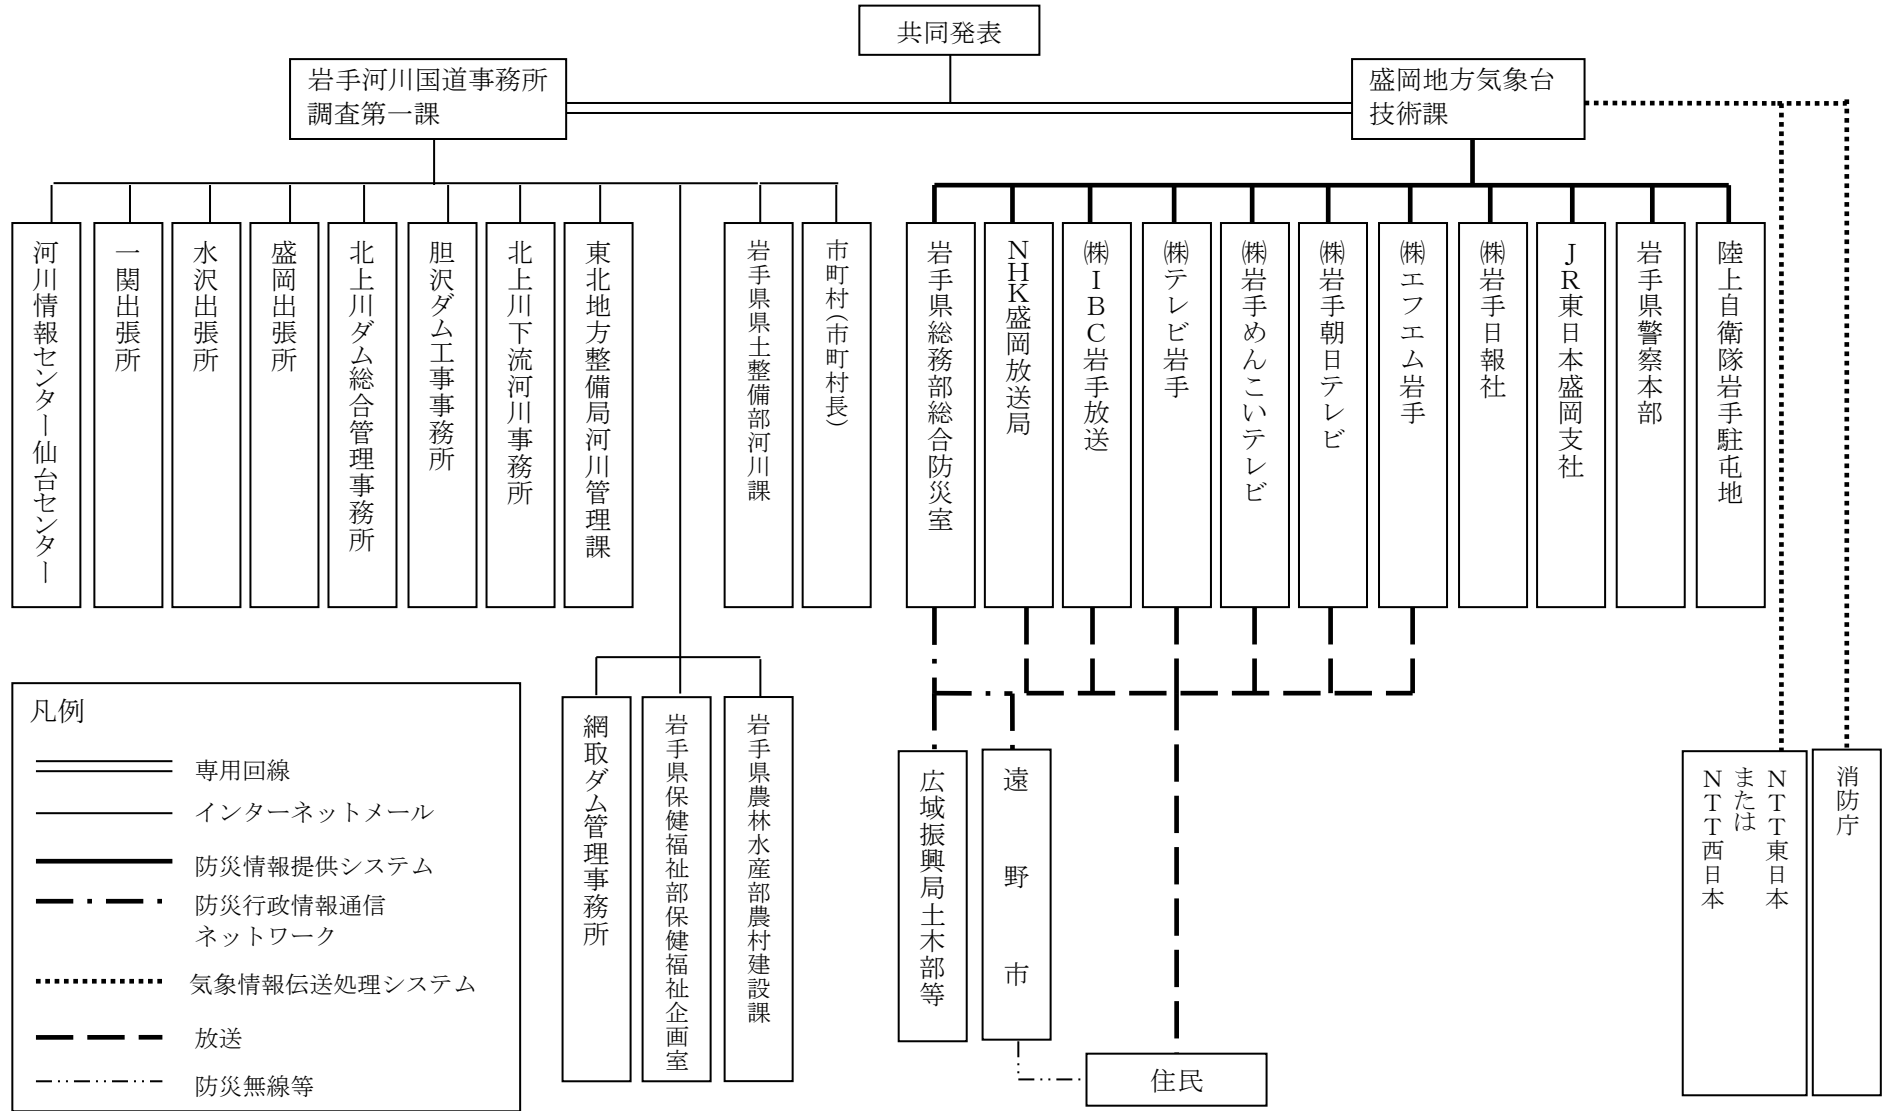 共同発表
岩手河川国道事務所
調査第一課
盛岡地方気象台
技術課
河川情報センター仙台センター
一関出張所
水沢出張所
盛岡出張所
北上川ダム総合管理事務所
胆沢ダム工事事務所
北上川下流河川事務所
東北地方整備局河川管理課
岩手県県土整備部河川課
市町村(市町村長)
岩手県総務部総合防災室
NHK盛岡放送局
㈱IBC岩手放送
㈱テレビ岩手
㈱岩手めんこいテレビ
㈱岩手朝日テレビ
㈱エフエム岩手
㈱岩手日報社
JR東日本盛岡支社
岩手県警察本部
陸上自衛隊岩手駐屯地
網取ダム管理事務所
岩手県保健福祉部保健福祉企画室
岩手県農林水産部農村建設課
広域振興局土木部等
遠野市
NTT東日本
または
NTT西日本
消防庁
住民
凡例
専用回線
インターネットメール
防災情報提供システム
防災行政情報通信
ネットワーク
気象情報伝送処理システム
放送
防災無線等